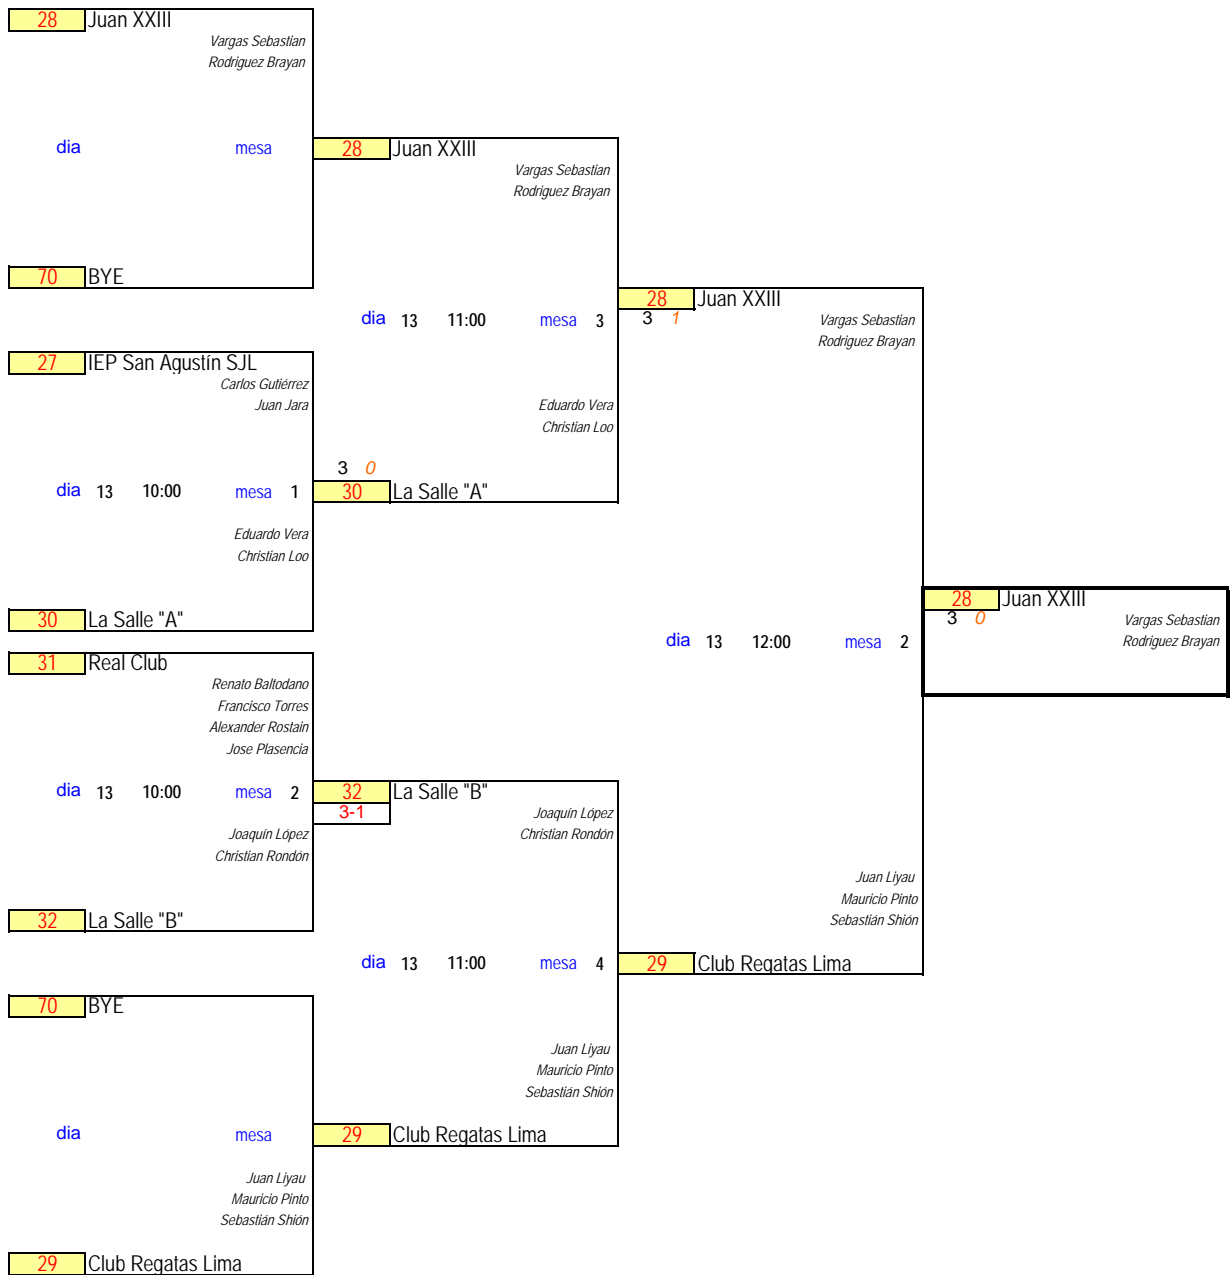 28 Juan XXIII
Vargas Sebastian
Rodriguez Brayan
dia mesa 28 Juan XXIII
Vargas Sebastian
Rodriguez Brayan
70 BYE
28 Juan XXIII
dia 13 11:00 mesa 3 3 1
Vargas Sebastian
Rodriguez Brayan
27 IEP San Agustín SJL
Carlos Gutiérrez
Juan Jara
Eduardo Vera
Christian Loo
3 0
dia 13 10:00 mesa 1 30 La Salle "A"
Eduardo Vera
Christian Loo
28 Juan XXIII
30 La Salle "A"
3 0 Vargas Sebastian
dia 13 12:00 mesa 2 Rodriguez Brayan
31 Real Club
Renato Baltodano
Francisco Torres
Alexander Rostain
Jose Plasencia
dia 13 10:00 mesa 2 32 La Salle "B"
3-1 Joaquín López
Joaquín López Christian Rondón
Christian Rondón
Juan Liyau
Mauricio Pinto
32 La Salle "B" Sebastián Shión
dia 13 11:00 mesa 4 29 Club Regatas Lima
70 BYE
Juan Liyau
Mauricio Pinto
Sebastián Shión
dia mesa 29 Club Regatas Lima
Juan Liyau
Mauricio Pinto
Sebastián Shión
29 Club Regatas Lima